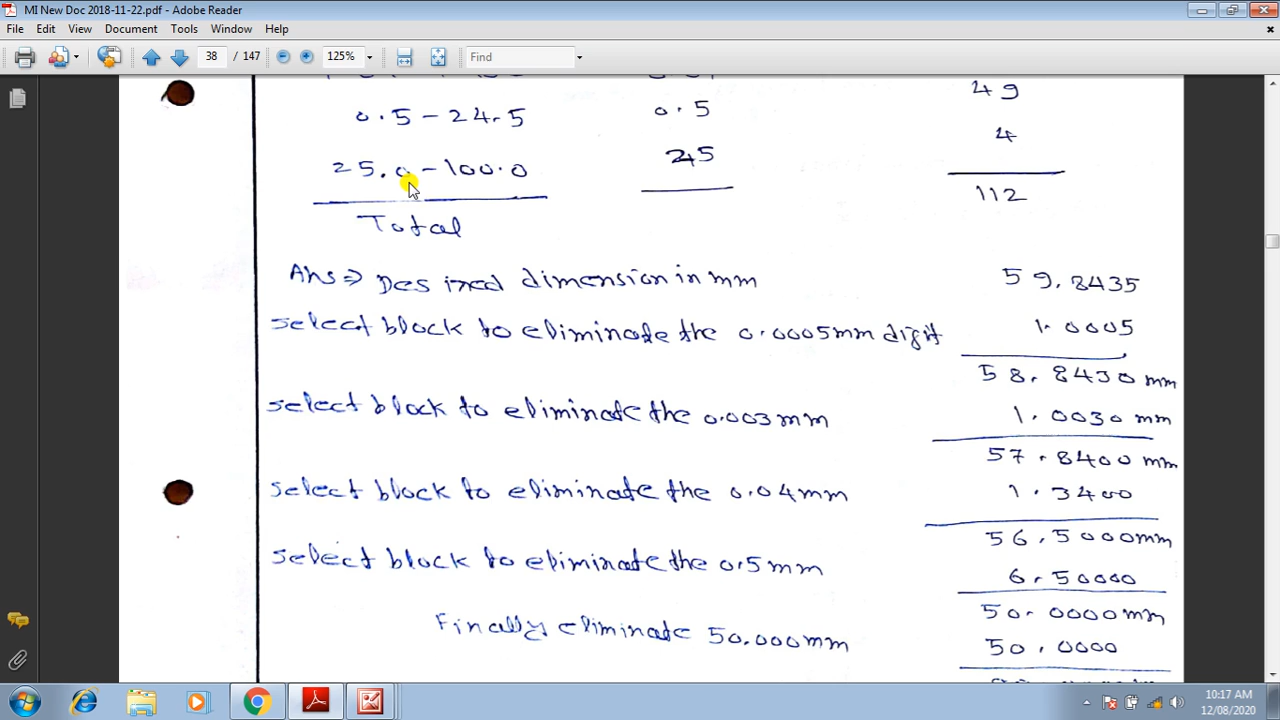 MI New Doc 2018-11-22.pdf - Adobe Reader
File Edit View Document Tools Window Help
38 / 147 125% Find
0.5 - 24.5 0.5 49
25.0 - 100.0 25 4
Total 112
Ans ⇒ Desired dimension in mm 59.8435
select block to eliminate the 0.0005mm digit 1.0005
58.8430 mm
select block to eliminate the 0.003mm 1.0030 mm
57.8400 mm
select block to eliminate the 0.04mm 1.3400
56.5000mm
select block to eliminate the 0.5mm 6.50000
50.0000mm
Finally eliminate 50.000mm 50.0000
10:17 AM
12/08/2020